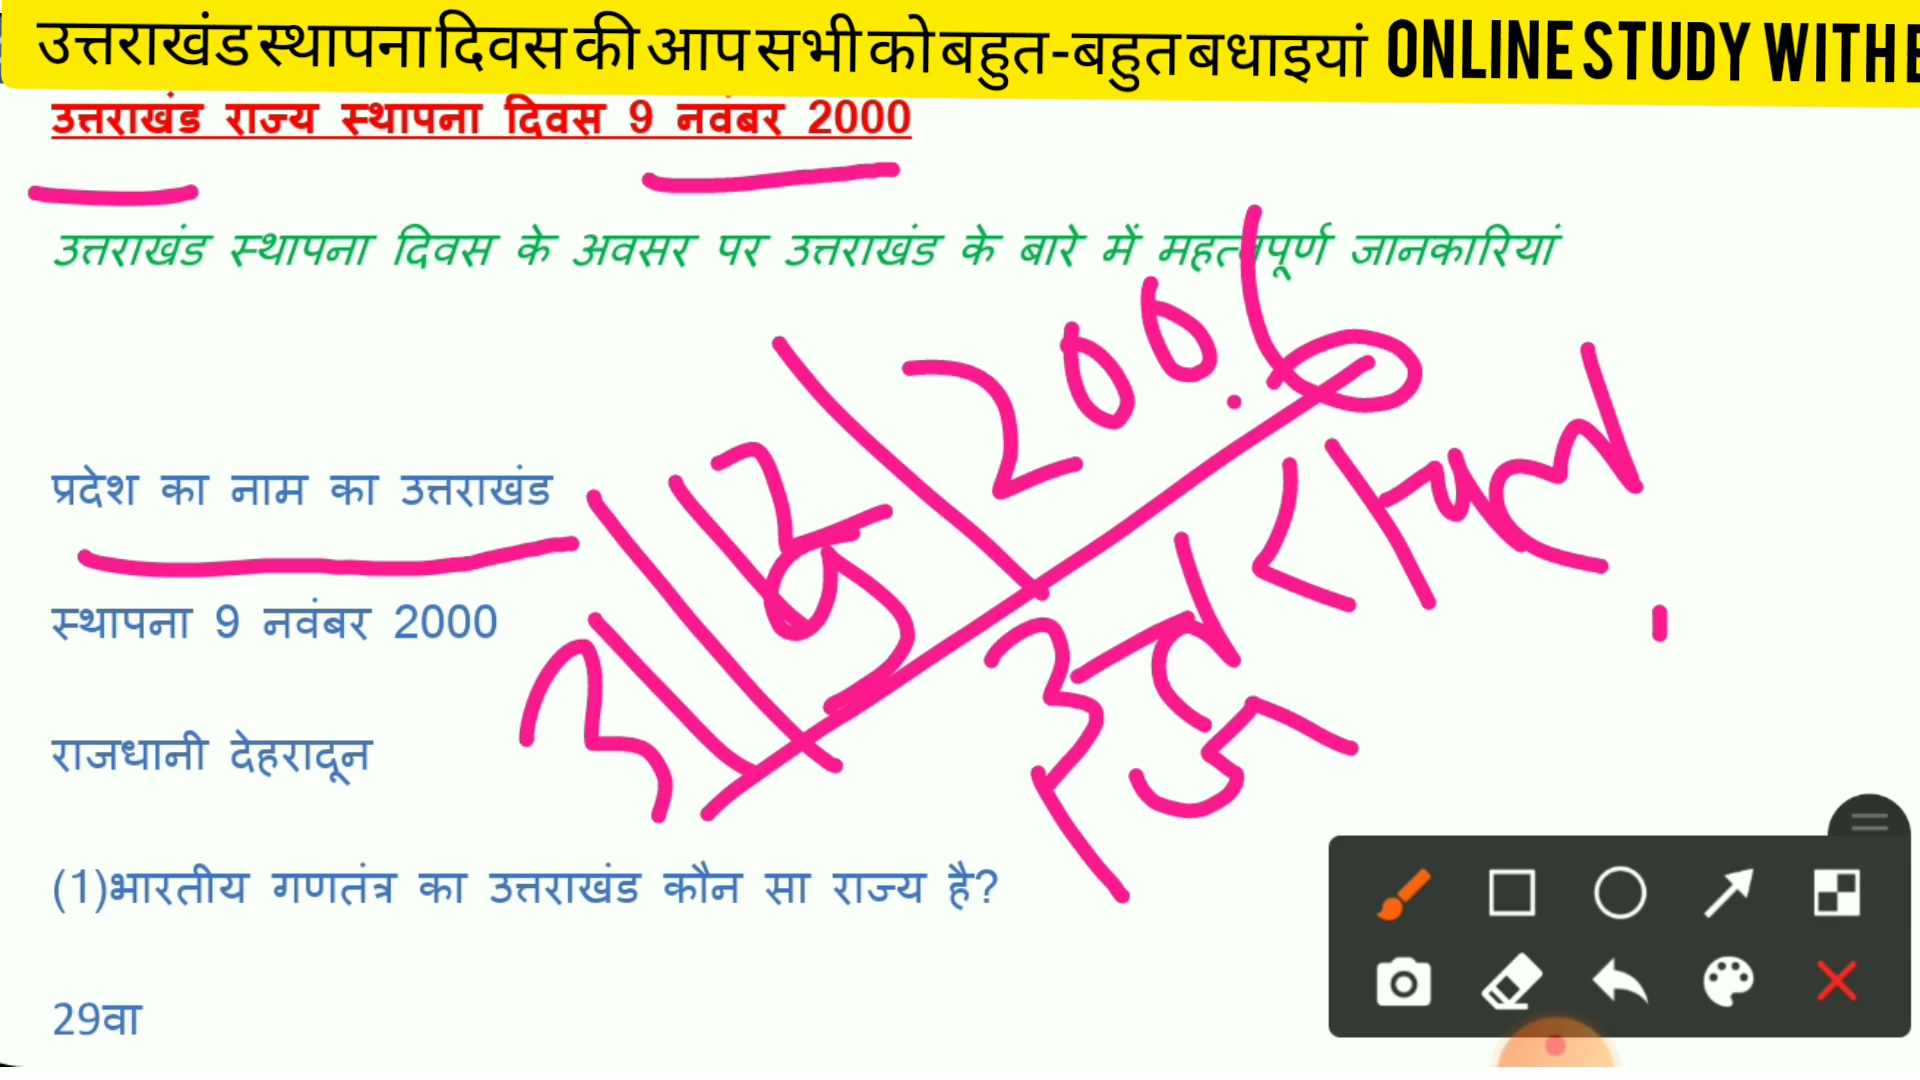 उत्तराखंड स्थापना दिवस की आप सभी को बहुत-बहुत बधाइयां ONLINE STUDY WITH
उत्तराखंड राज्य स्थापना दिवस 9 नवंबर 2000
उत्तराखंड स्थापना दिवस के अवसर पर उत्तराखंड के बारे में महत्वपूर्ण जानकारियां
2006
प्रदेश का नाम का उत्तराखंड
स्थापना 9 नवंबर 2000
राजधानी देहरादून
(1)भारतीय गणतंत्र का उत्तराखंड कौन सा राज्य है?
29वा